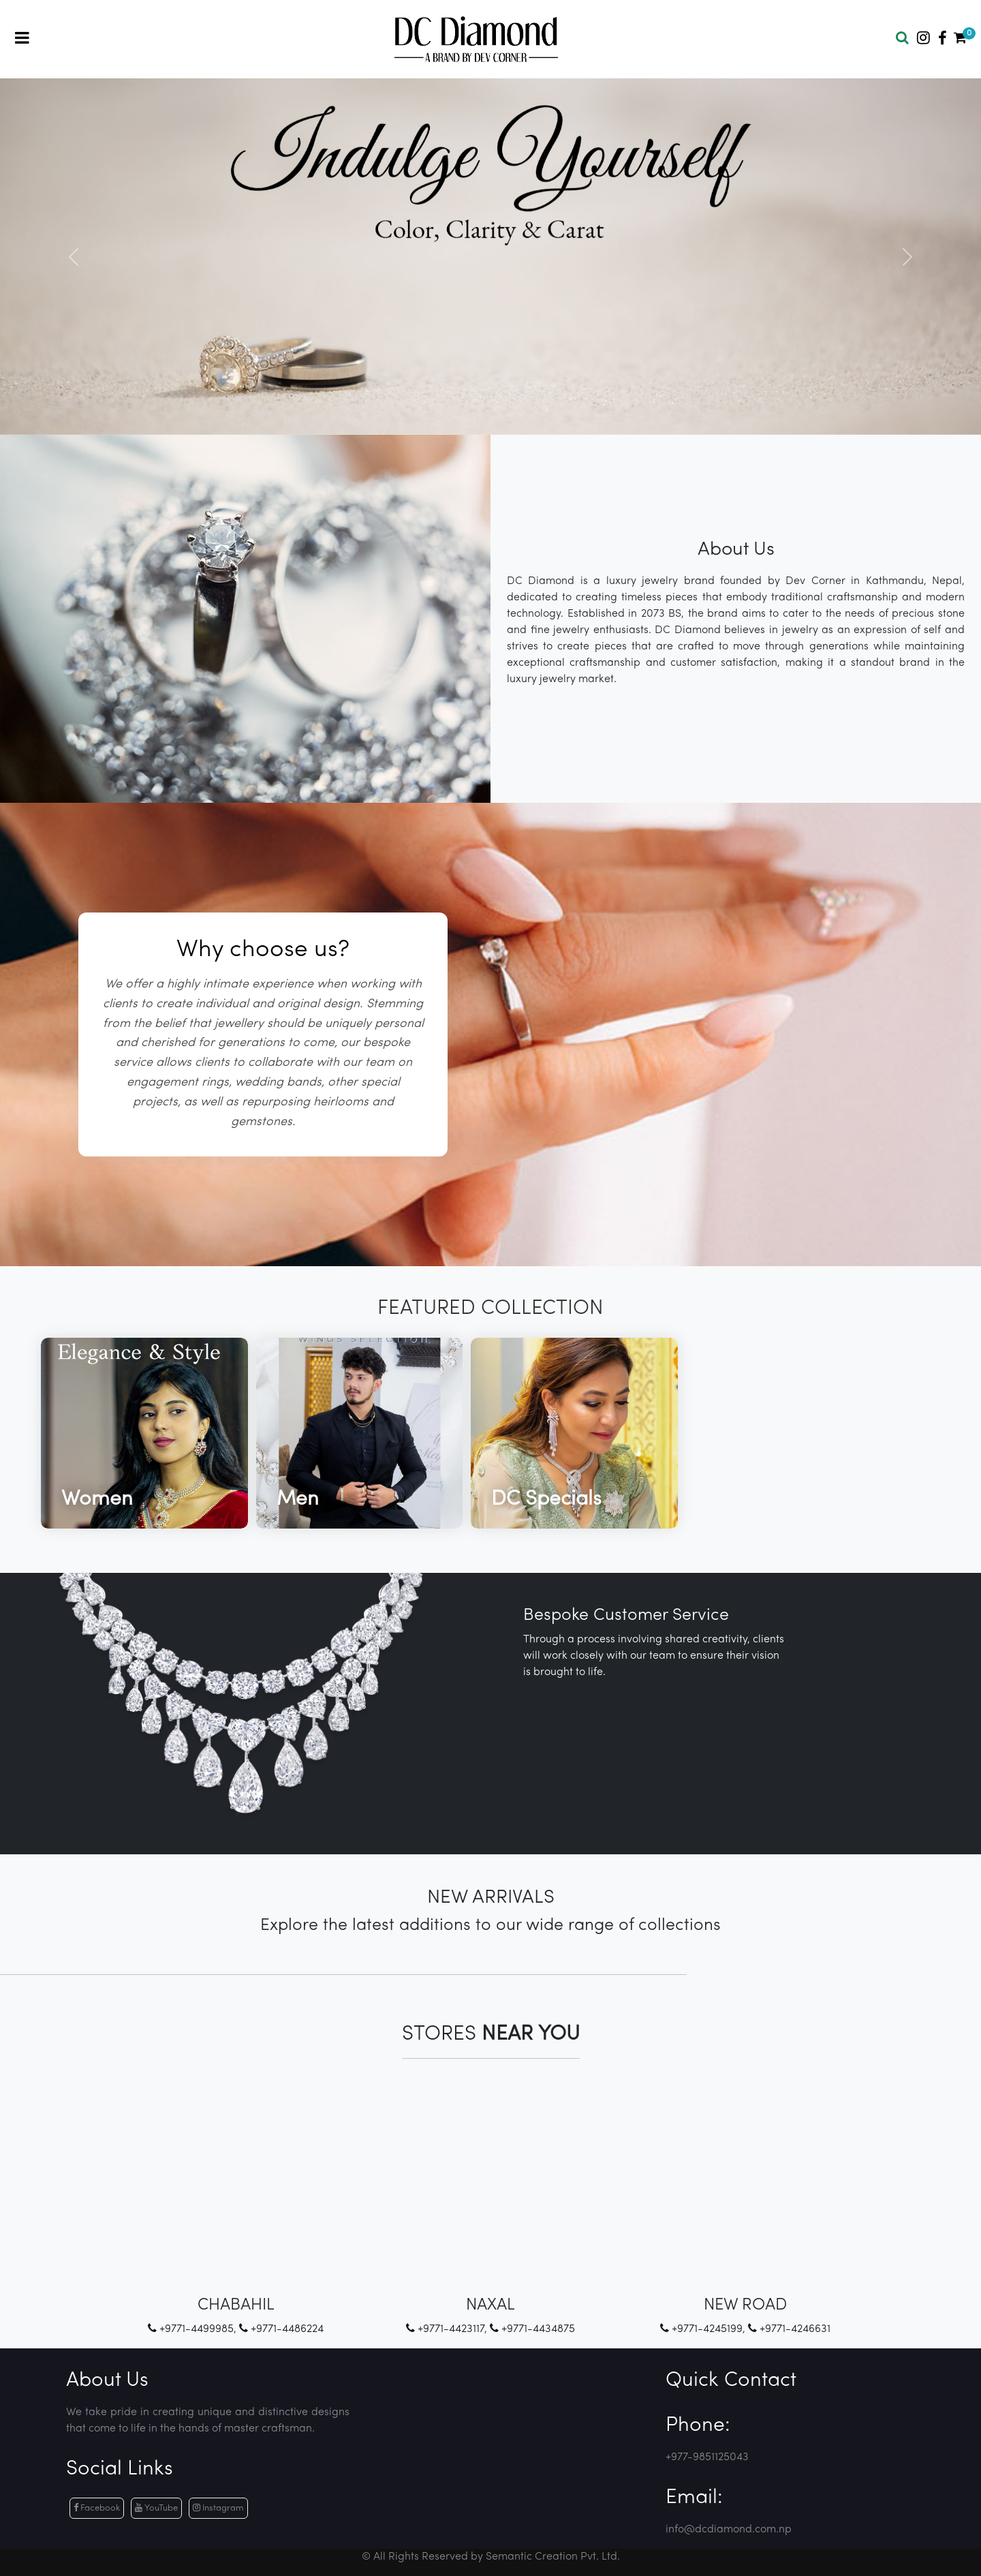 DC Diamond
A BRAND BY DEV CORNER
0
Indulge Yourself
Color, Clarity & Carat
About Us
DC Diamond is a luxury jewelry brand founded by Dev Corner in Kathmandu, Nepal,
dedicated to creating timeless pieces that embody traditional craftsmanship and modern
technology. Established in 2073 BS, the brand aims to cater to the needs of precious stone
and fine jewelry enthusiasts. DC Diamond believes in jewelry as an expression of self and
strives to create pieces that are crafted to move through generations while maintaining
exceptional craftsmanship and customer satisfaction, making it a standout brand in the
luxury jewelry market.
Why choose us?
We offer a highly intimate experience when working with
clients to create individual and original design. Stemming
from the belief that jewellery should be uniquely personal
and cherished for generations to come, our bespoke
service allows clients to collaborate with our team on
engagement rings, wedding bands, other special
projects, as well as repurposing heirlooms and
gemstones.
FEATURED COLLECTION
Elegance & Style
Women
Men
DC Specials
Bespoke Customer Service
Through a process involving shared creativity, clients
will work closely with our team to ensure their vision
is brought to life.
NEW ARRIVALS
Explore the latest additions to our wide range of collections
STORES NEAR YOU
CHABAHIL
+9771-4499985, +9771-4486224
NAXAL
+9771-4423117, +9771-4434875
NEW ROAD
+9771-4245199, +9771-4246631
About Us
We take pride in creating unique and distinctive designs
that come to life in the hands of master craftsman.
Social Links
Facebook YouTube Instagram
Quick Contact
Phone:
+977-9851125043
Email:
info@dcdiamond.com.np
© All Rights Reserved by Semantic Creation Pvt. Ltd.